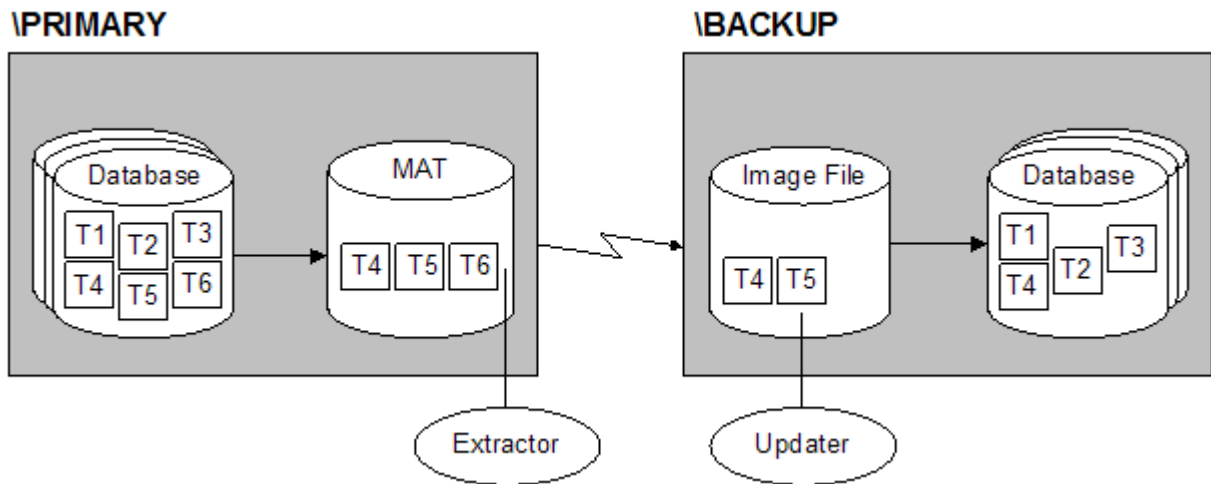 \PRIMARY
\BACKUP
Database
T1 T2 T3
T4 T5 T6
MAT
T4 T5 T6
Image File
T4 T5
Database
T1 T2 T3
T4
Extractor
Updater